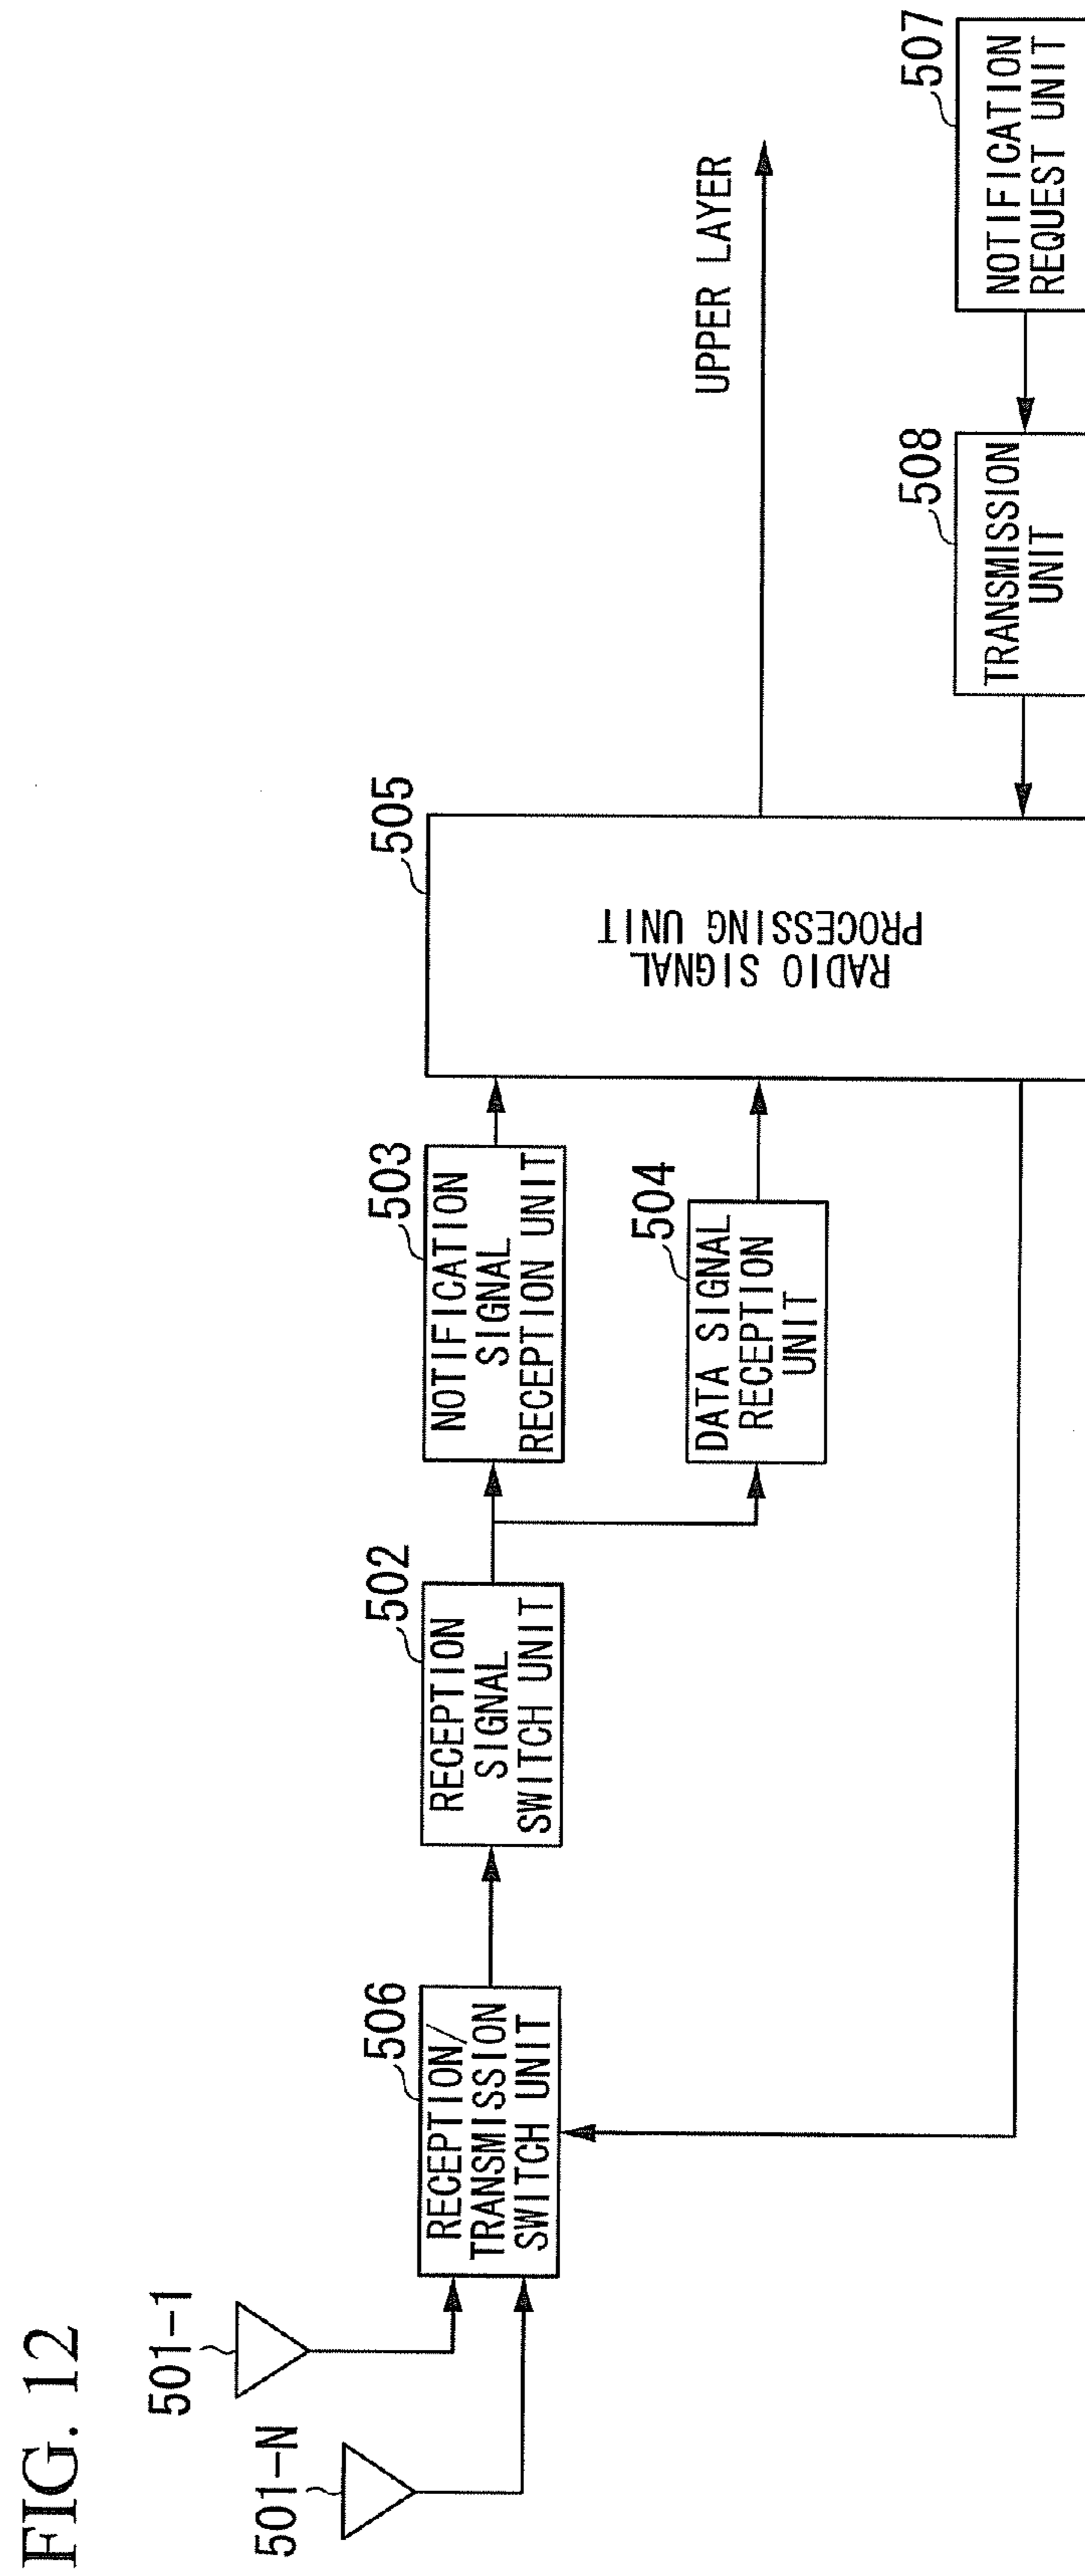 FIG. 12
501-1
501-N
506
RECEPTION/
TRANSMISSION
SWITCH UNIT
502
RECEPTION
SIGNAL
SWITCH UNIT
503
NOTIFICATION
SIGNAL
RECEPTION UNIT
504
DATA SIGNAL
RECEPTION
UNIT
505
RADIO SIGNAL
PROCESSING UNIT
UPPER LAYER
508
TRANSMISSION
UNIT
507
NOTIFICATION
REQUEST UNIT